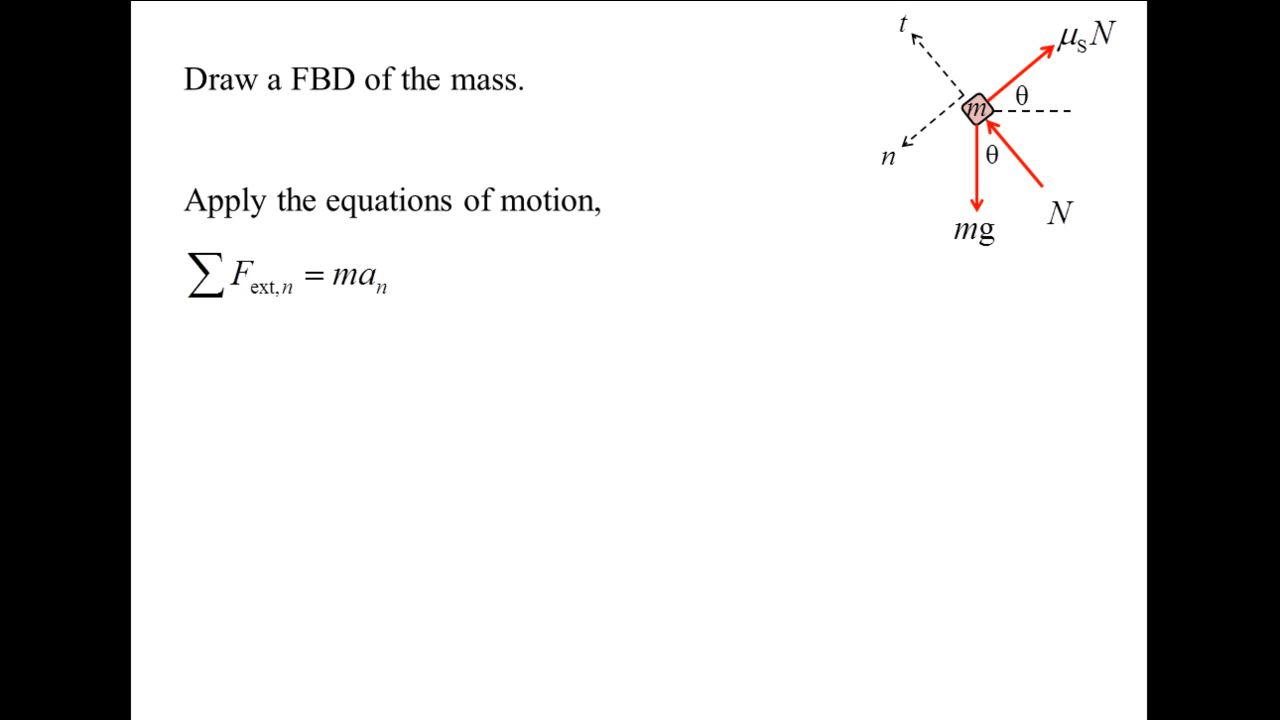 t
μₛN
Draw a FBD of the mass.
m
θ
n
θ
Apply the equations of motion,
N
mg
∑ F_ext,n = ma_n